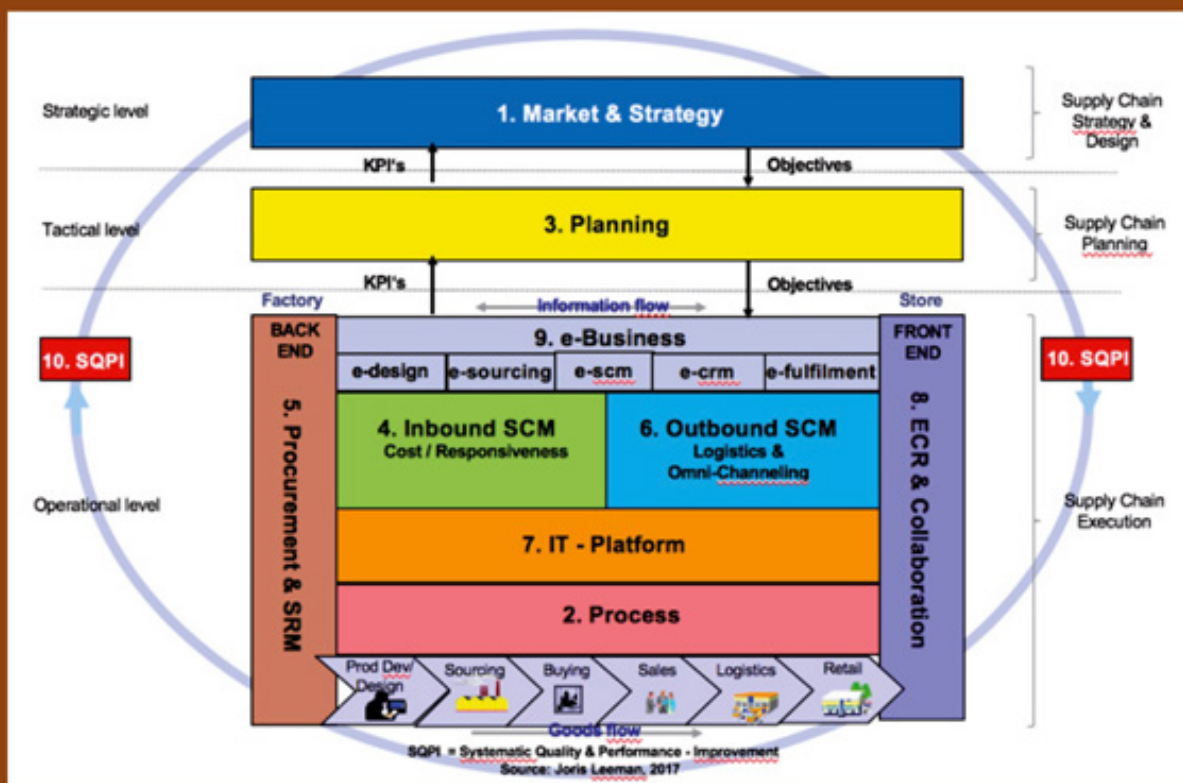 Strategic level
1. Market & Strategy
Supply Chain
Strategy &
Design
KPI's
Objectives
Tactical level
3. Planning
Supply Chain
Planning
KPI's
Objectives
Factory
Information flow
Store
BACK
END
9. e-Business
FRONT
END
10. SQPI
10. SQPI
e-design
e-sourcing
e-scm
e-crm
e-fulfilment
5. Procurement & SRM
4. Inbound SCM
Cost / Responsiveness
6. Outbound SCM
Logistics &
Omni-Channeling
8. ECR & Collaboration
Operational level
Supply Chain
Execution
7. IT - Platform
2. Process
Prod Dev/
Design
Sourcing
Buying
Sales
Logistics
Retail
Goods flow
SQPI = Systematic Quality & Performance - Improvement
Source: Joris Leeman, 2017